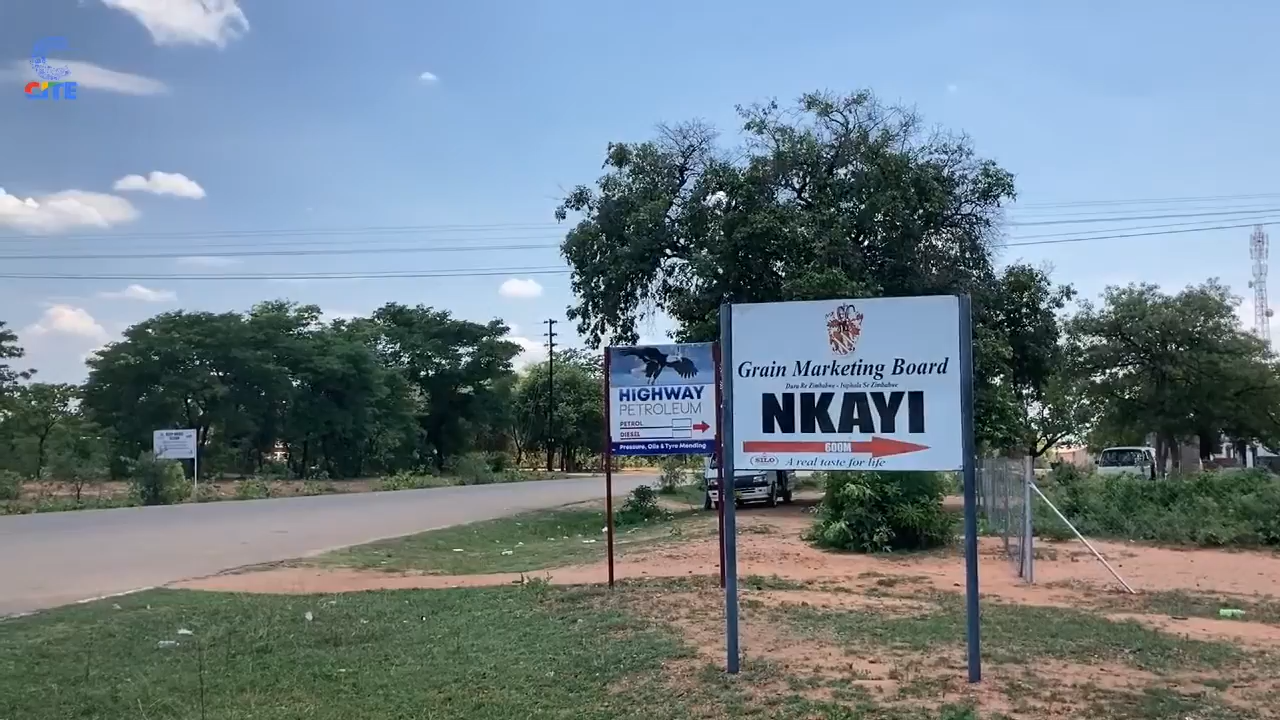 CITE
Grain Marketing Board
Dura Re Zimbabwe - Isiphala Se Zimbabwe
NKAYI
600M
SILO
A real taste for life
HIGHWAY
PETROLEUM
PETROL
DIESEL
Pressure, Oils & Tyre Mending